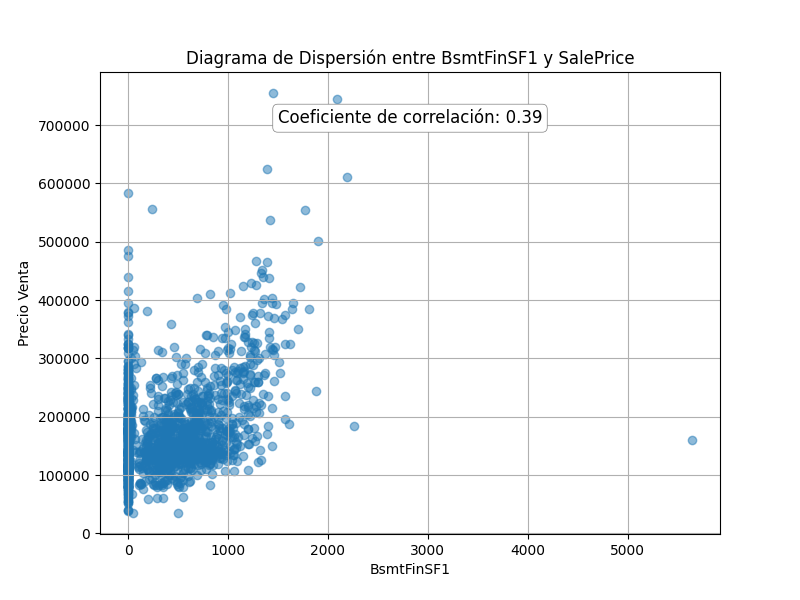 Diagrama de Dispersión entre BsmtFinSF1 y SalePrice
Coeficiente de correlación: 0.39
Precio Venta
700000
600000
500000
400000
300000
200000
100000
0
0 1000 2000 3000 4000 5000
BsmtFinSF1